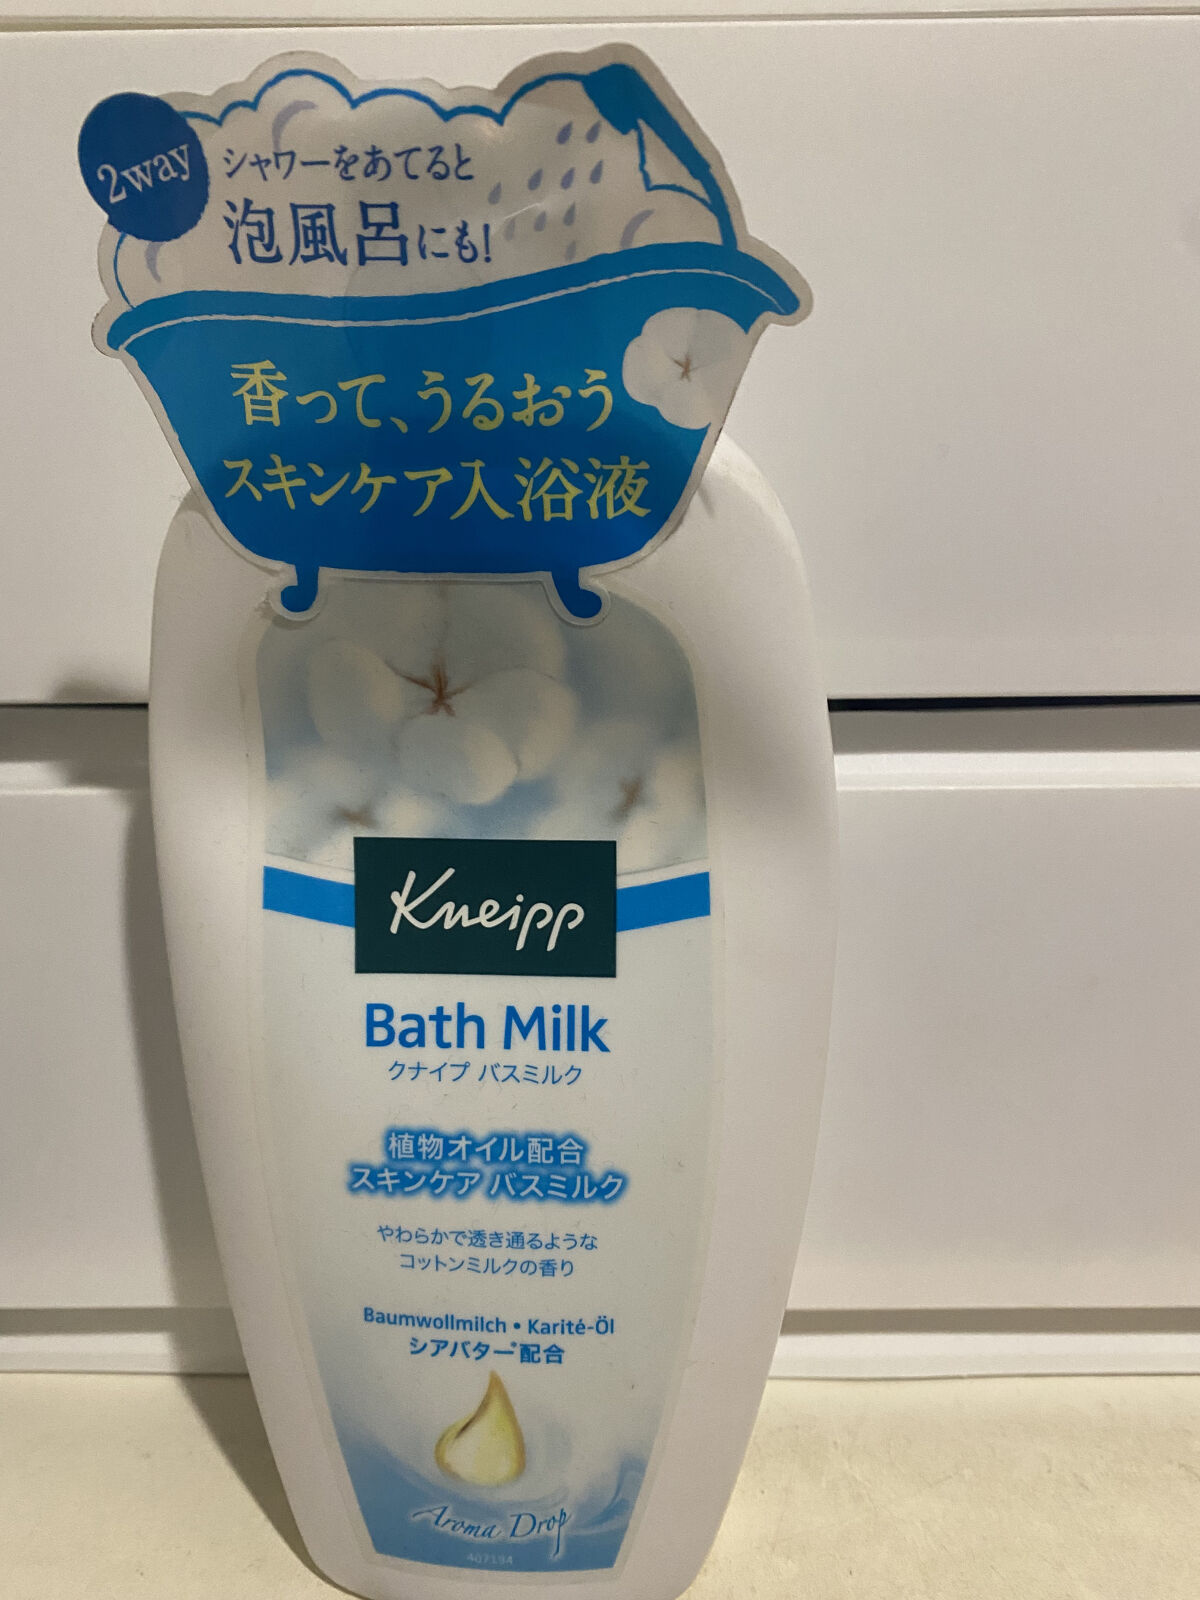 2way
シャワーをあてると
泡風呂にも!
香って、うるおう
スキンケア入浴液
Kneipp
Bath Milk
クナイプ バスミルク
植物オイル配合
スキンケア バスミルク
やわらかで透き通るような
コットンミルクの香り
Baumwollmilch • Karité-Öl
シアバター*配合
Aroma Drop
407194